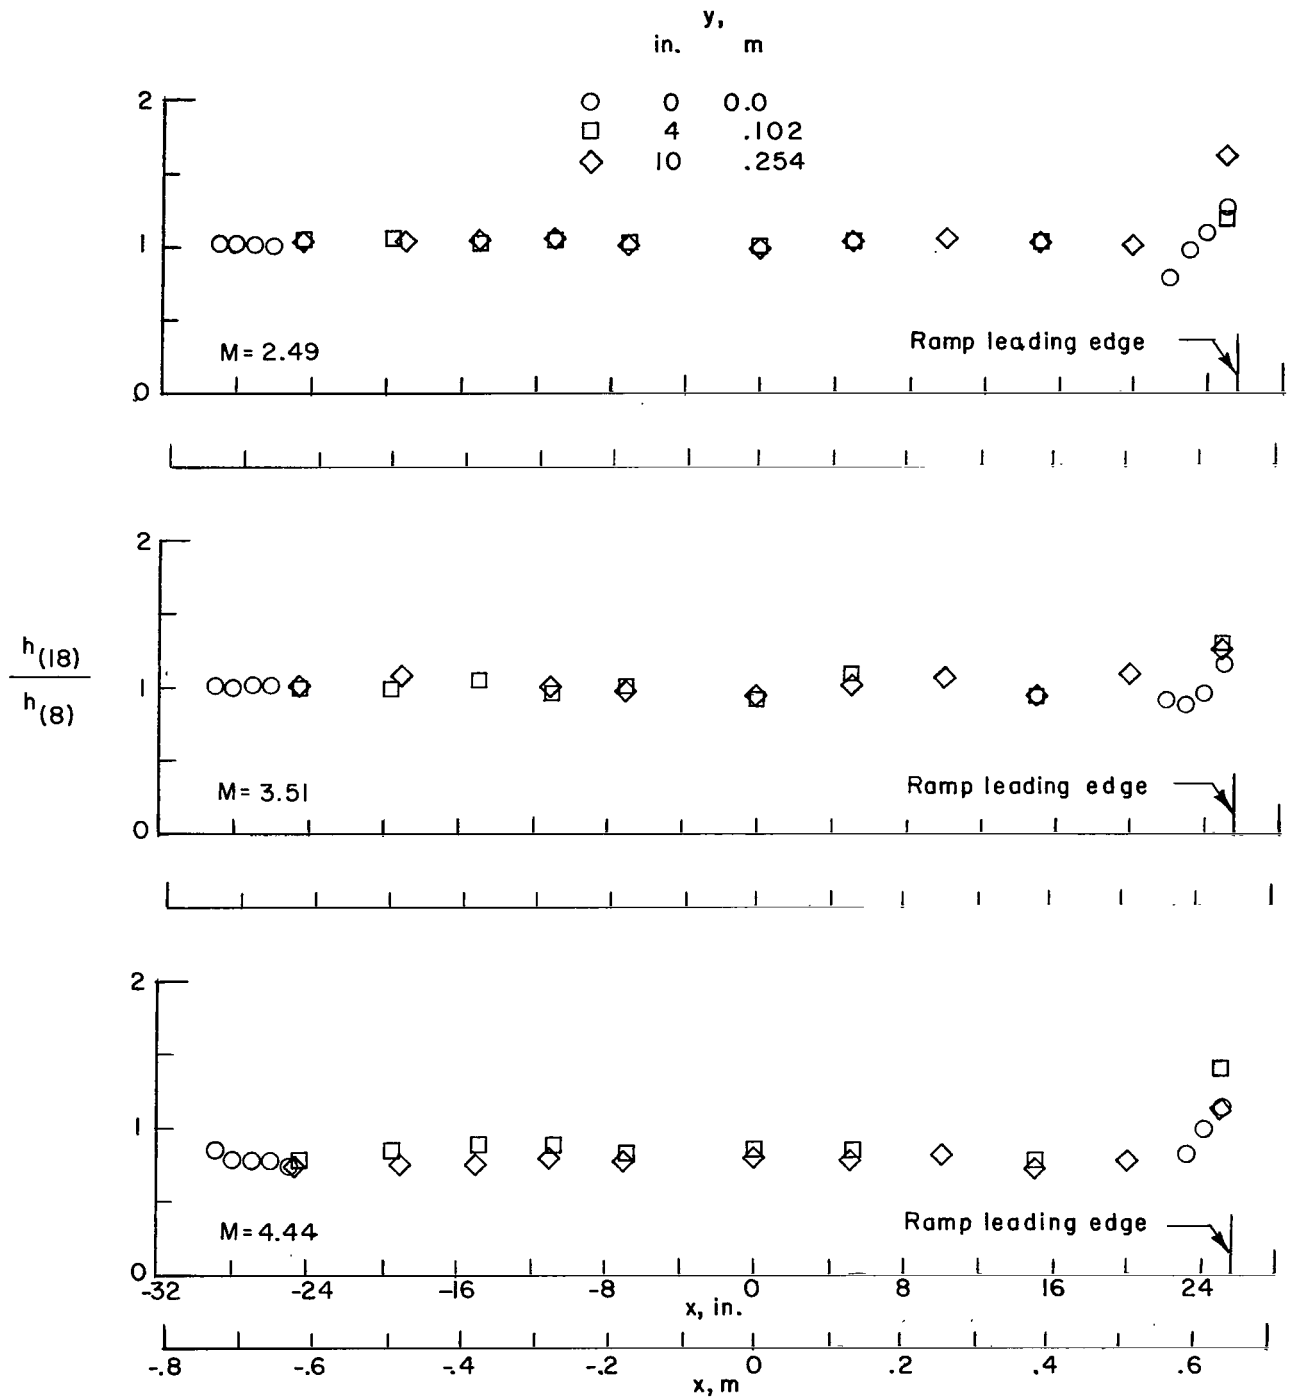 y,
in. m
0 0.0
4 .102
10 .254
2
1
M = 2.49
Ramp leading edge
0
2
h(18)
h(8)
1
M = 3.51
Ramp leading edge
0
2
1
M = 4.44
Ramp leading edge
0
-32 -24 -16 -8 0 8 16 24
x, in.
-.8 -.6 -.4 -.2 0 .2 .4 .6
x, m